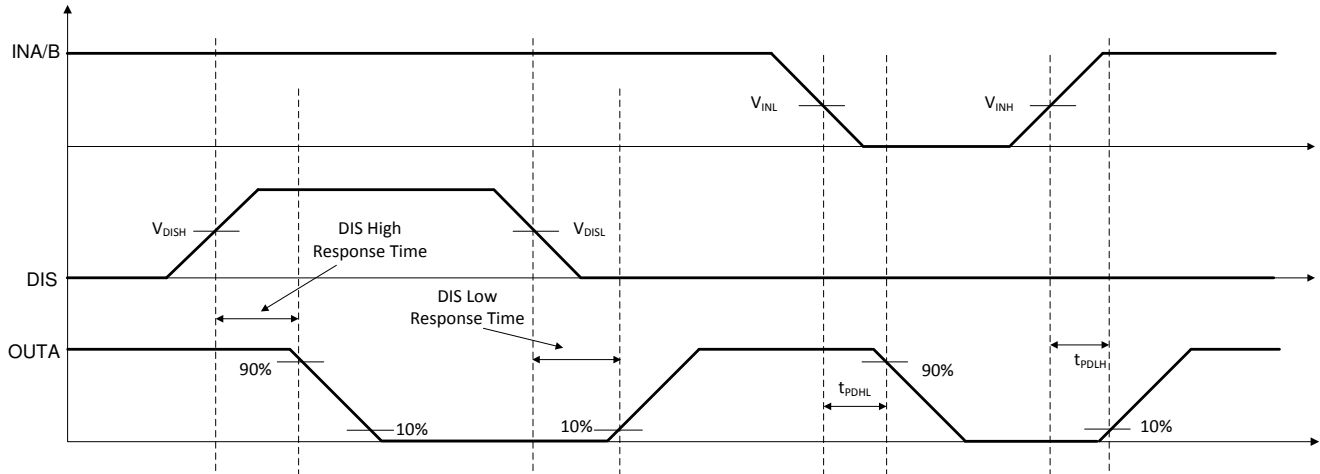 INA/B
V_INL
V_INH
V_DISH
DIS High
Response Time
V_DISL
DIS
DIS Low
Response Time
OUTA
90%
10%
10%
t_PDHL
90%
t_PDLH
10%